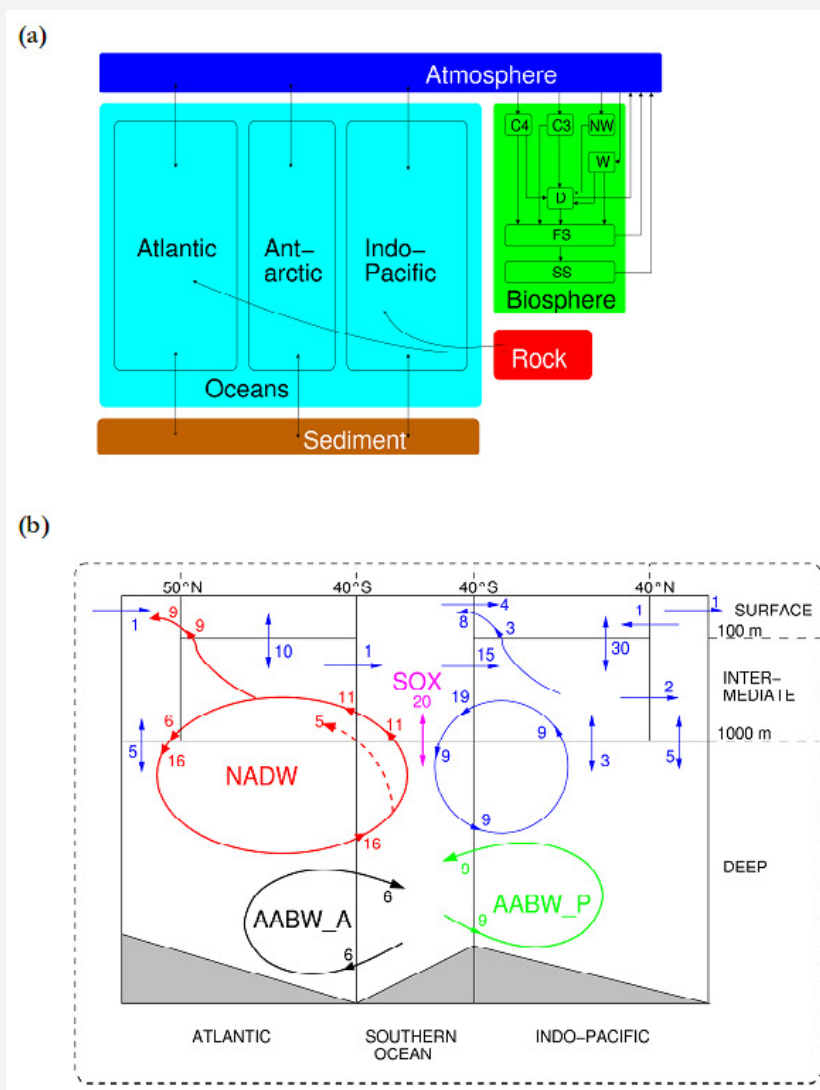 (a)
Atmosphere
C4
C3
NW
W
D
FS
SS
Biosphere
Atlantic
Ant-
arctic
Indo-
Pacific
Rock
Oceans
Sediment
(b)
50^N
40^S
40^S
40^N
1
9
9
10
1
4
8
3
15
1
30
1
SURFACE
100 m
INTER-
MEDIATE
SOX
20
2
11
11
5
6
16
5
19
9
9
3
5
1000 m
NADW
16
9
DEEP
AABW_A
6
6
AABW_P
0
9
ATLANTIC
SOUTHERN
OCEAN
INDO-PACIFIC